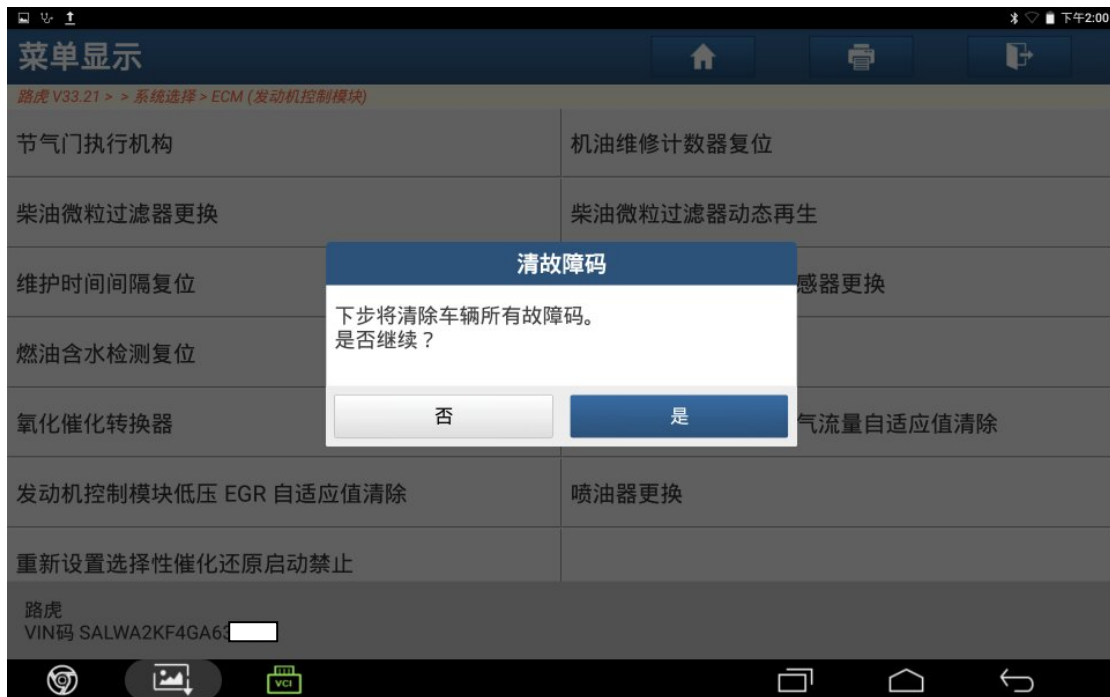 下午2:00
菜单显示
路虎 V33.21 > > 系统选择 > ECM (发动机控制模块)
节气门执行机构
机油维修计数器复位
柴油微粒过滤器更换
柴油微粒过滤器动态再生
维护时间间隔复位
感器更换
清故障码
下步将清除车辆所有故障码。
是否继续？
燃油含水检测复位
否
是
氧化催化转换器
气流量自适应值清除
发动机控制模块低压 EGR 自适应值清除
喷油器更换
重新设置选择性催化还原启动禁止
路虎
VIN码 SALWA2KF4GA63
VCI